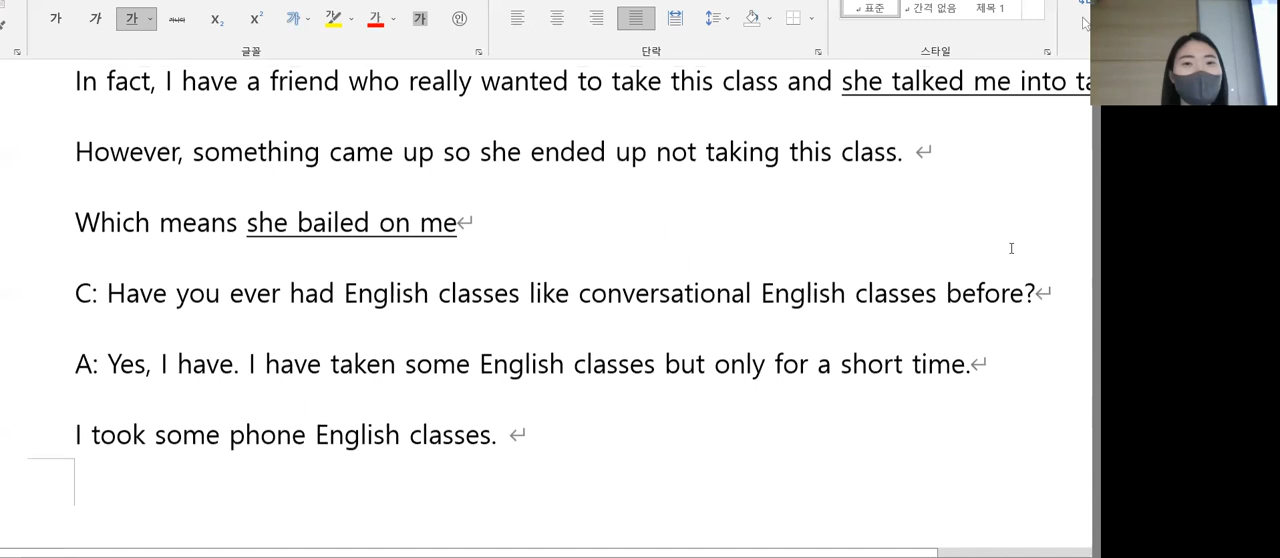 가 가 가 가나다 x₂ x² 가 가 가 가 인 표준 간격 없음 제목 1
글꼴 단락 스타일
In fact, I have a friend who really wanted to take this class and she talked me into
However, something came up so she ended up not taking this class.
Which means she bailed on me
C: Have you ever had English classes like conversational English classes before?
A: Yes, I have. I have taken some English classes but only for a short time.
I took some phone English classes.